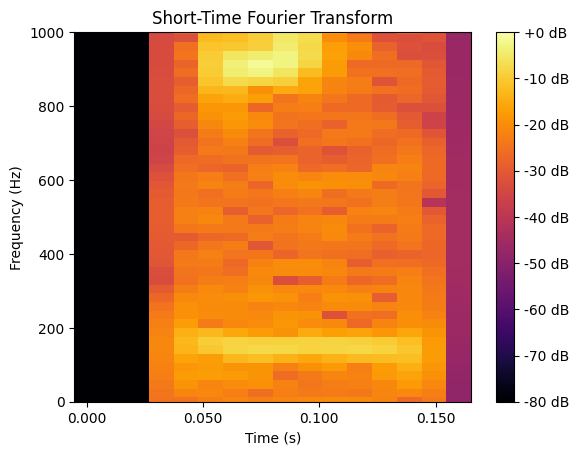 Short-Time Fourier Transform
Frequency (Hz)
1000
800
600
400
200
0
0.000
0.050
0.100
0.150
Time (s)
+0 dB
-10 dB
-20 dB
-30 dB
-40 dB
-50 dB
-60 dB
-70 dB
-80 dB